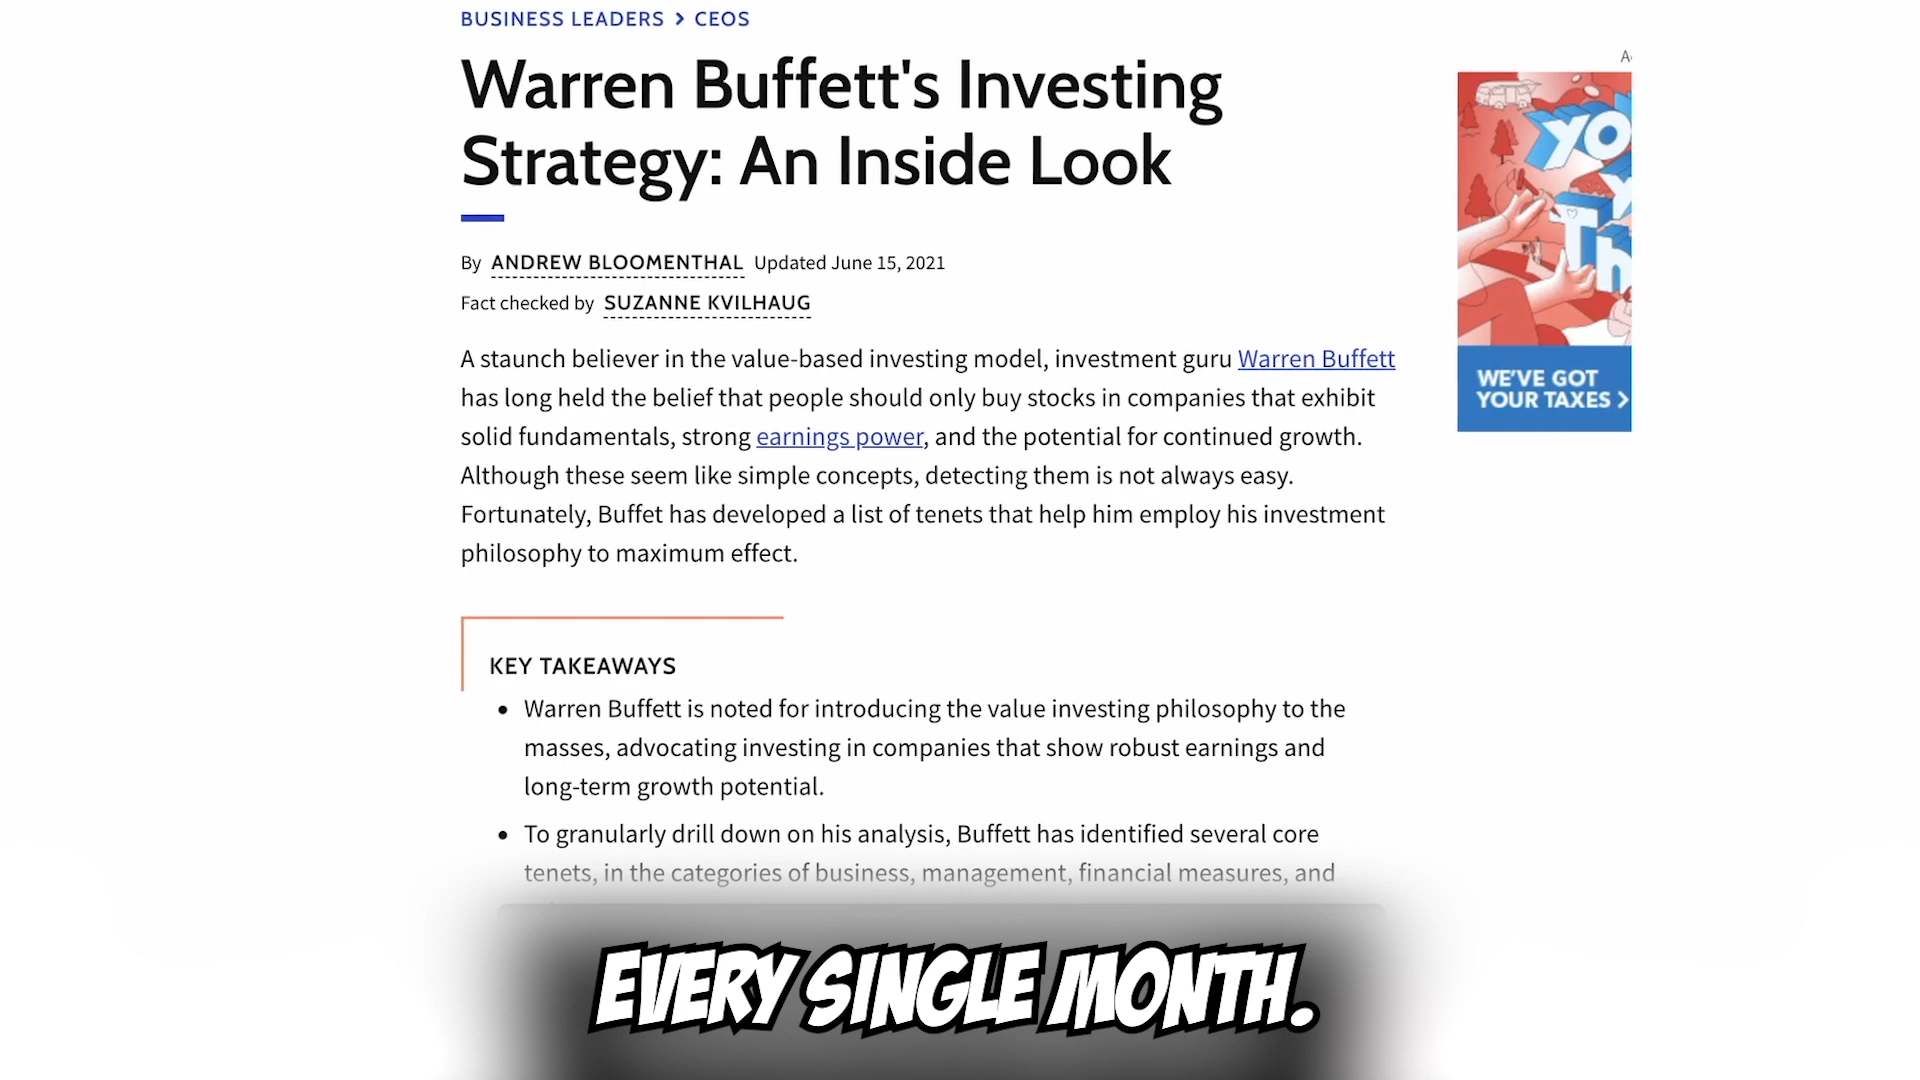 BUSINESS LEADERS > CEOS
Warren Buffett's Investing
Strategy: An Inside Look
By ANDREW BLOOMENTHAL Updated June 15, 2021
Fact checked by SUZANNE KVILHAUG
A staunch believer in the value-based investing model, investment guru Warren Buffett
has long held the belief that people should only buy stocks in companies that exhibit
solid fundamentals, strong earnings power, and the potential for continued growth.
Although these seem like simple concepts, detecting them is not always easy.
Fortunately, Buffet has developed a list of tenets that help him employ his investment
philosophy to maximum effect.
KEY TAKEAWAYS
• Warren Buffett is noted for introducing the value investing philosophy to the
masses, advocating investing in companies that show robust earnings and
long-term growth potential.
• To granularly drill down on his analysis, Buffett has identified several core
tenets, in the categories of business, management, financial measures, and
WE'VE GOT
YOUR TAXES >
EVERY SINGLE MONTH.